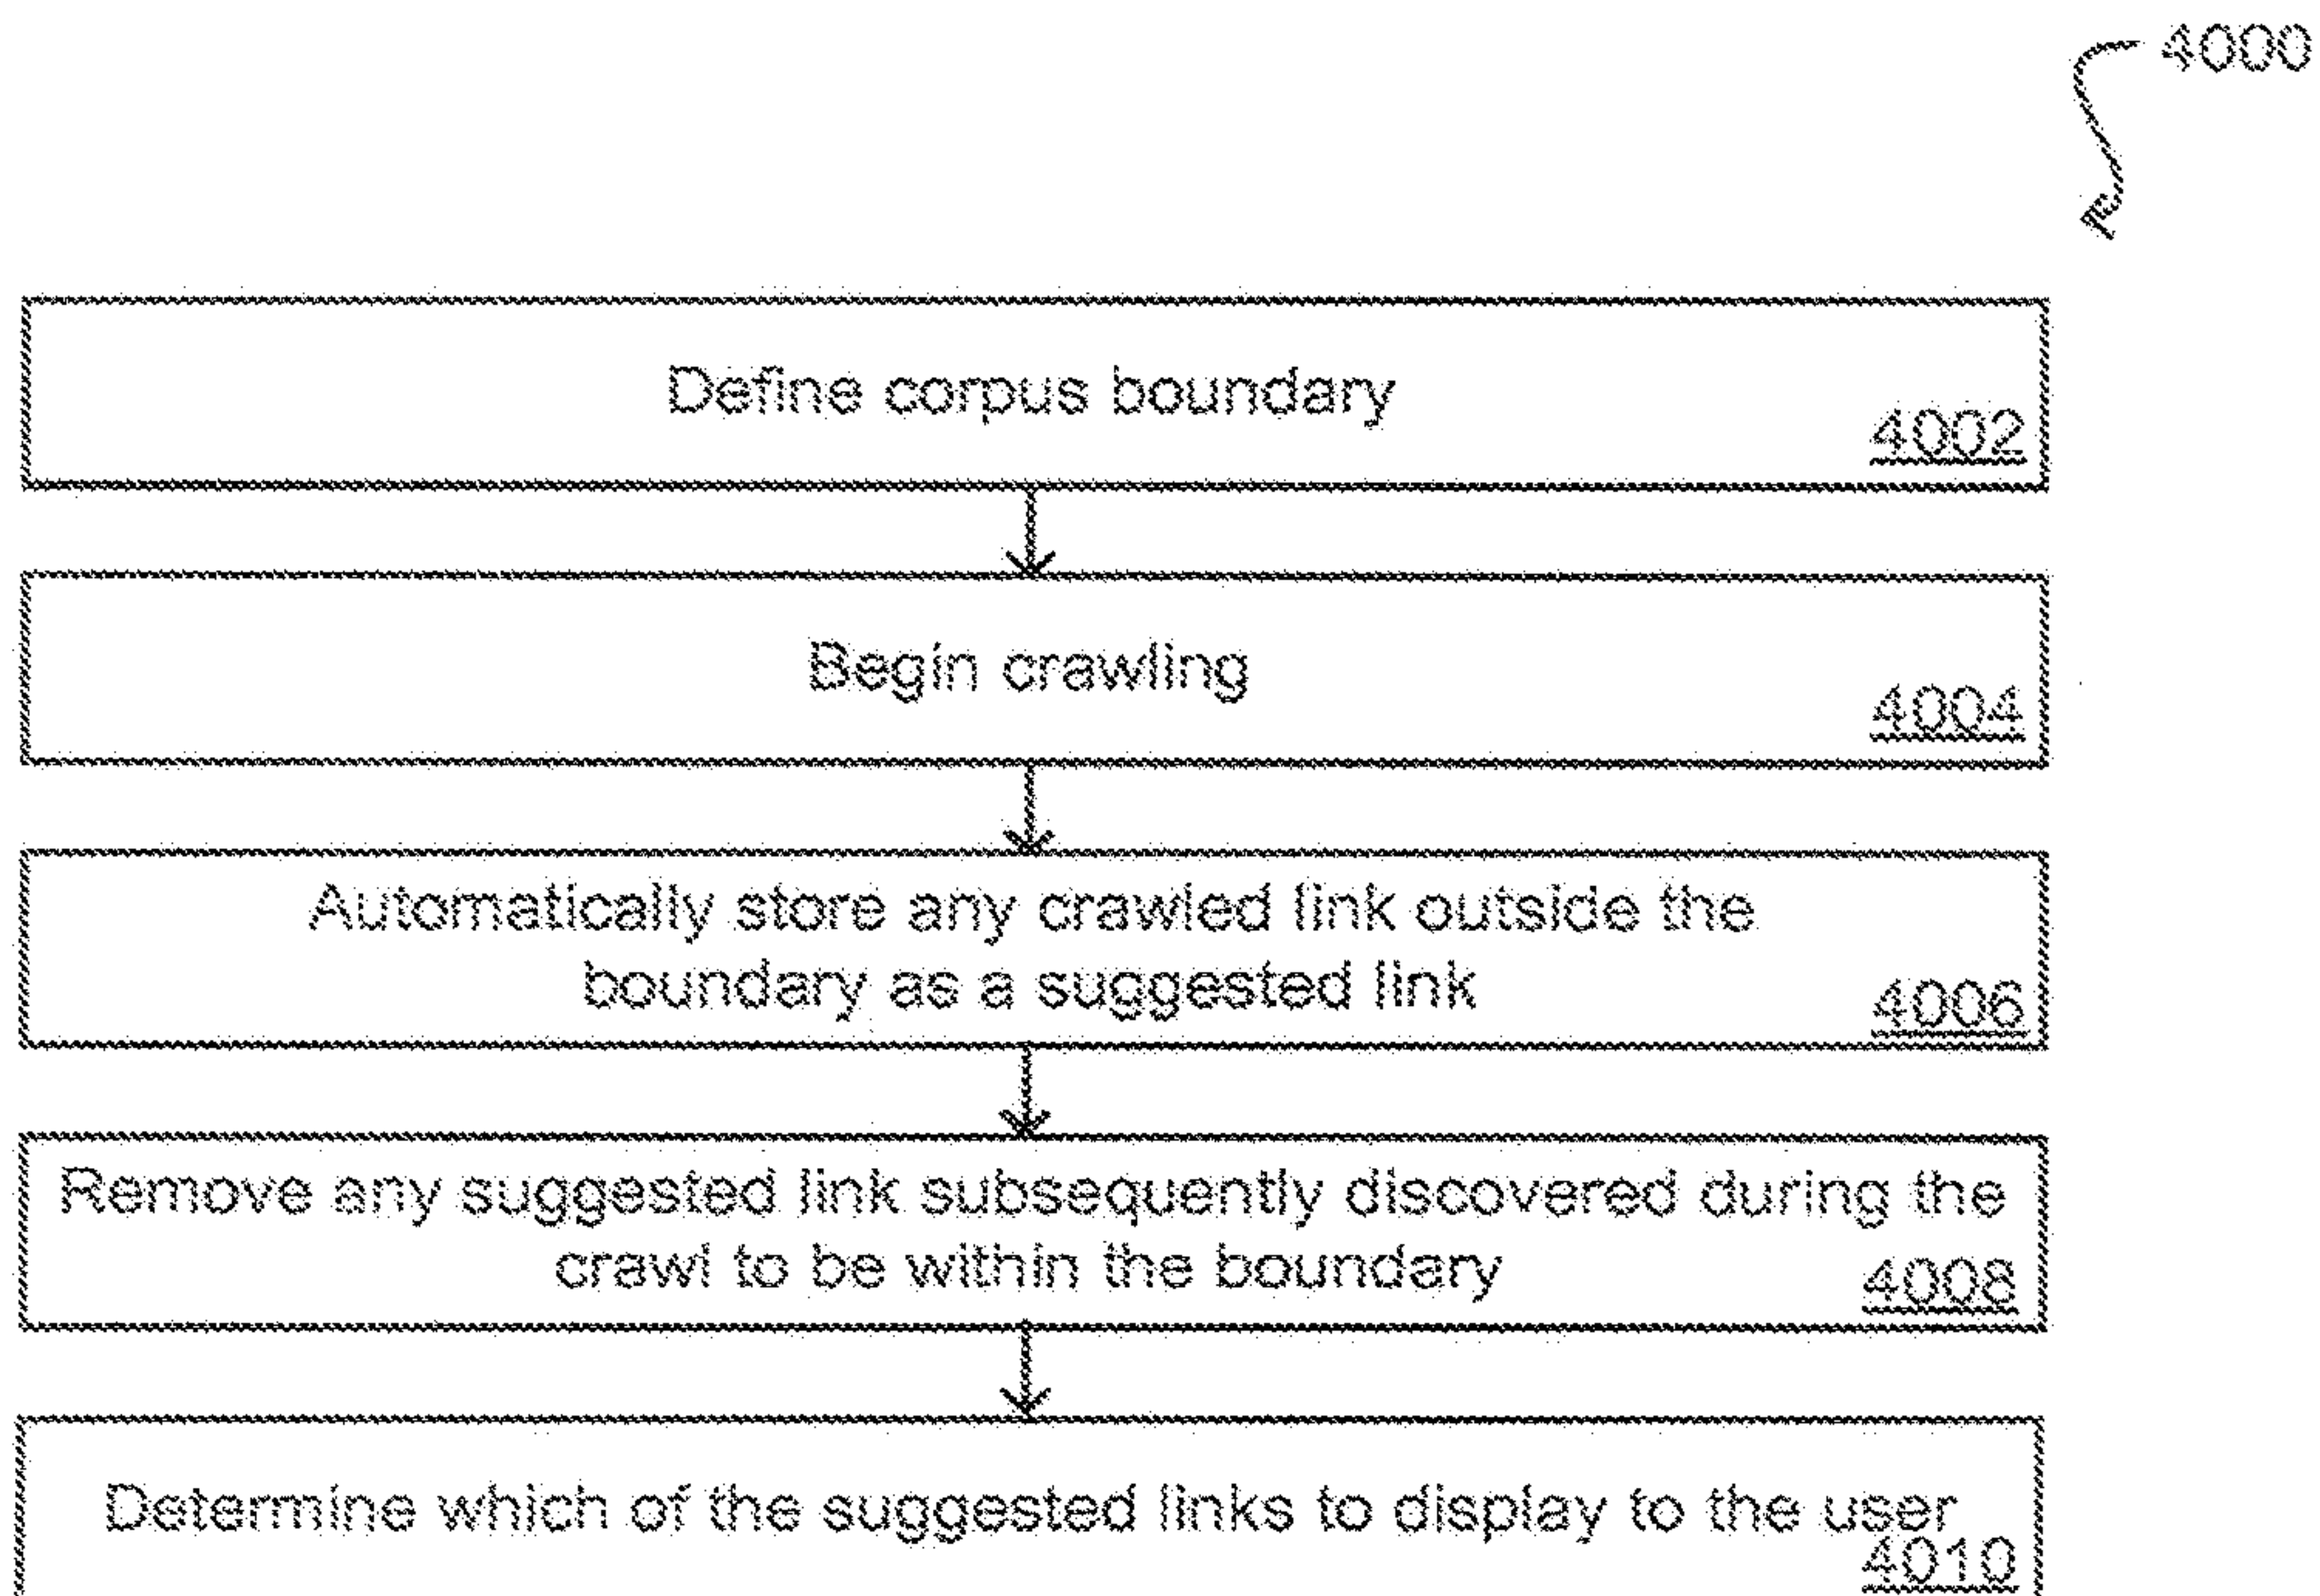 4000
Define corpus boundary
4002
Begin crawling
4004
Automatically store any crawled link outside the
boundary as a suggested link
4006
Remove any suggested link subsequently discovered during the
crawl to be within the boundary
4008
Determine which of the suggested links to display to the user
4010